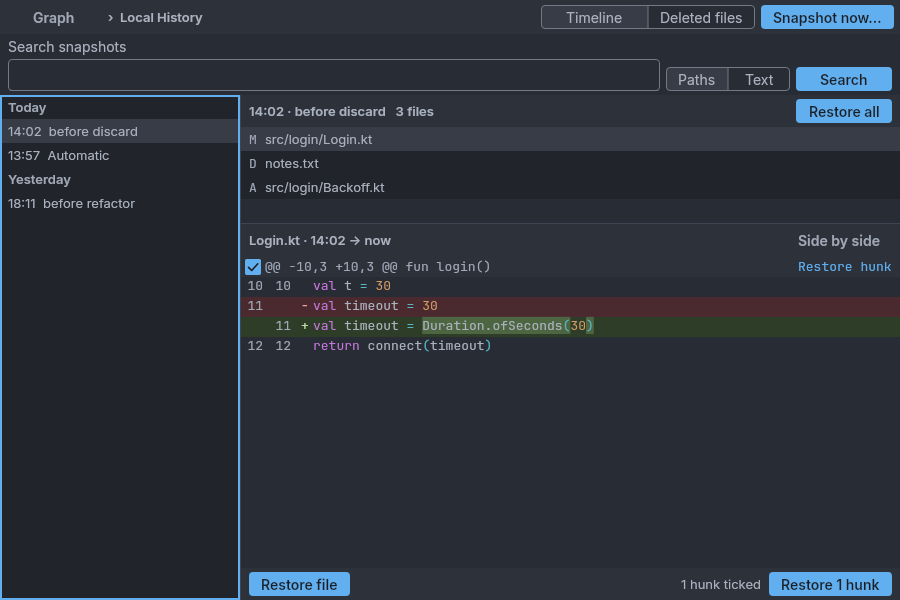 Graph › Local History Timeline Deleted files Snapshot now...
Search snapshots
Paths Text Search
Today
14:02 before discard
13:57 Automatic
Yesterday
18:11 before refactor
14:02 · before discard 3 files Restore all
M src/login/Login.kt
D notes.txt
A src/login/Backoff.kt
Login.kt · 14:02 → now Side by side
@@ -10,3 +10,3 @@ fun login() Restore hunk
10 10 val t = 30
11 - val timeout = 30
11 + val timeout = Duration.ofSeconds(30)
12 12 return connect(timeout)
Restore file 1 hunk ticked Restore 1 hunk